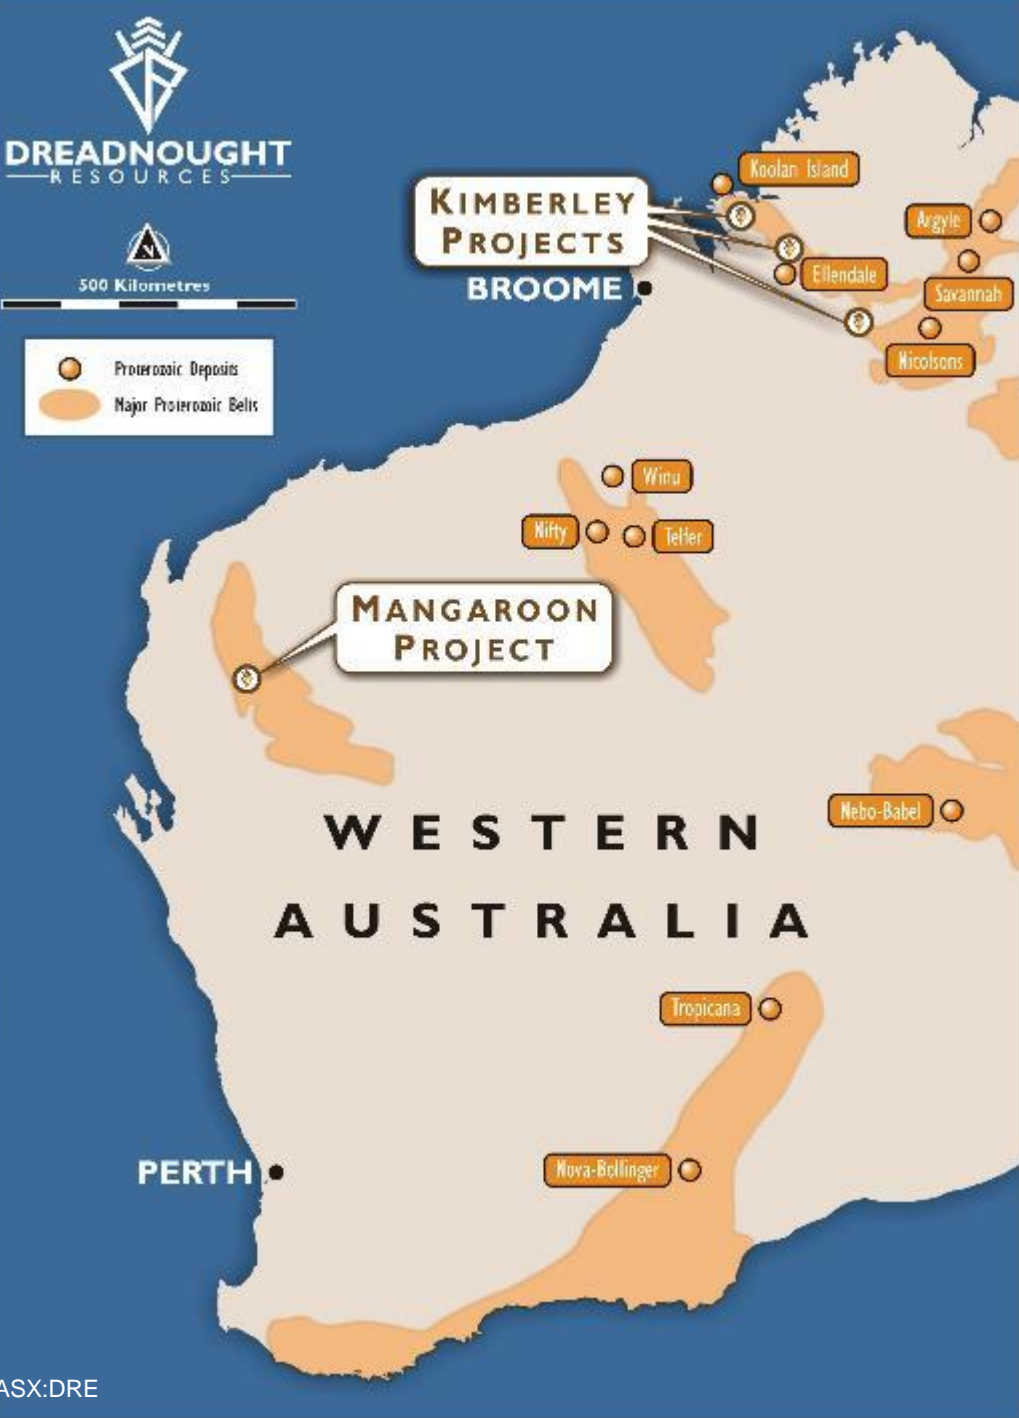 DREADNOUGHT
RESOURCES
N
500 Kilometres
Proterozoic Deposits
Major Proterozoic Belts
KIMBERLEY
PROJECTS
BROOME
Koolan Island
Argyle
Ellendale
Savannah
Nicolsons
Winu
Nifty
Telfer
MANGAROON
PROJECT
Nebo-Babel
WESTERN
AUSTRALIA
Tropicana
PERTH
Nova-Bollinger
ASX:DRE